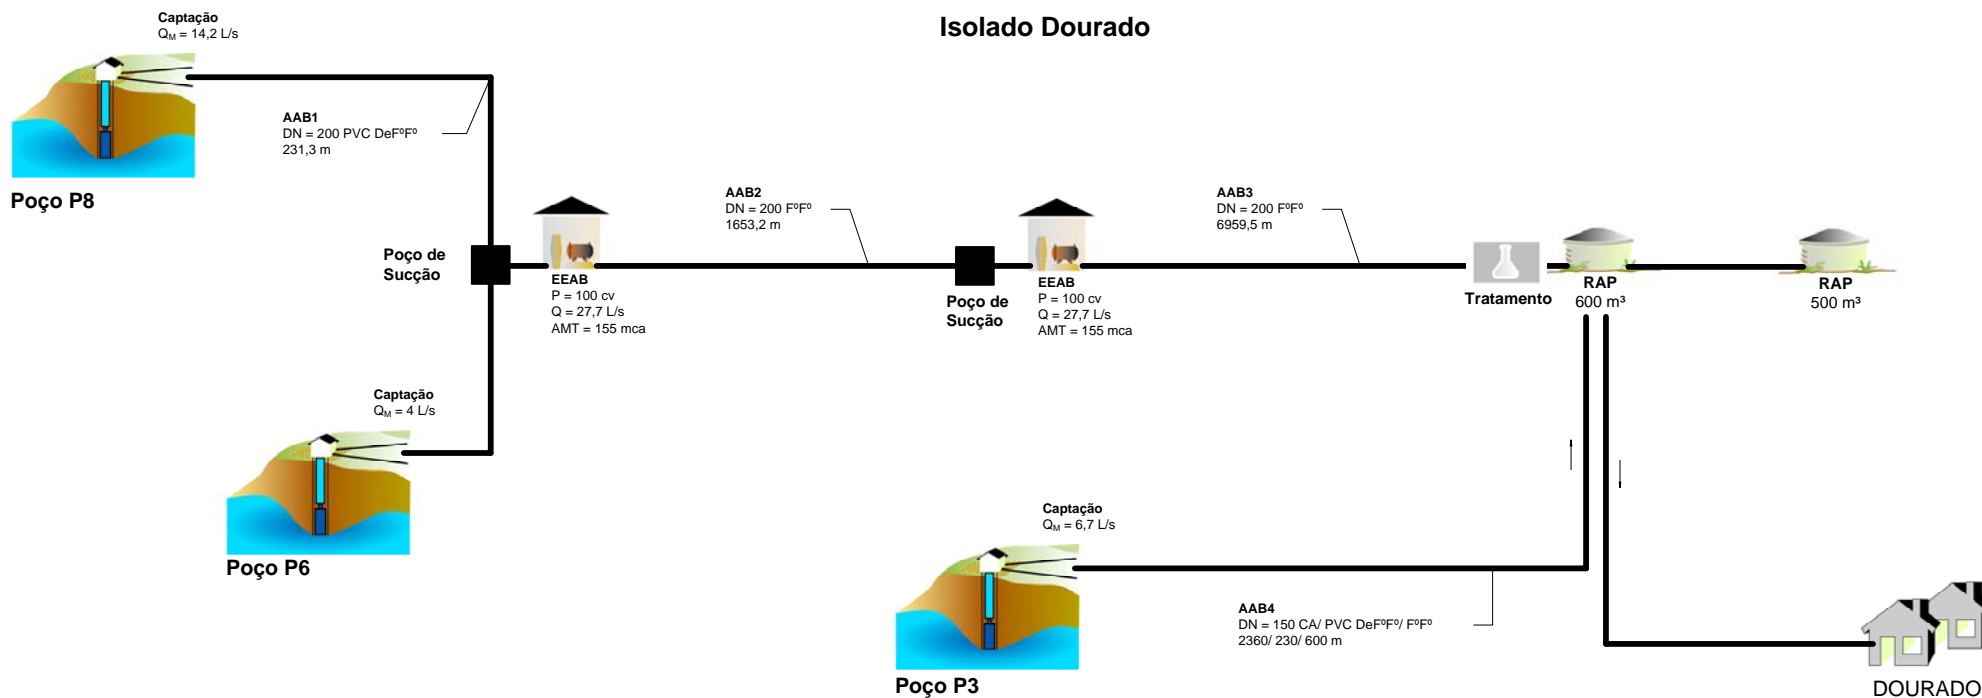 Isolado Dourado
Captação
QM = 14,2 L/s
AAB1
DN = 200 PVC DeFºFº
231,3 m
Poço P8
Poço de
Sucção
EEAB
P = 100 cv
Q = 27,7 L/s
AMT = 155 mca
AAB2
DN = 200 FºFº
1653,2 m
Poço de
Sucção
EEAB
P = 100 cv
Q = 27,7 L/s
AMT = 155 mca
AAB3
DN = 200 FºFº
6959,5 m
Tratamento
RAP
600 m³
RAP
500 m³
Captação
QM = 4 L/s
Poço P6
Captação
QM = 6,7 L/s
Poço P3
AAB4
DN = 150 CA/ PVC DeFºFº/ FºFº
2360/ 230/ 600 m
DOURADO